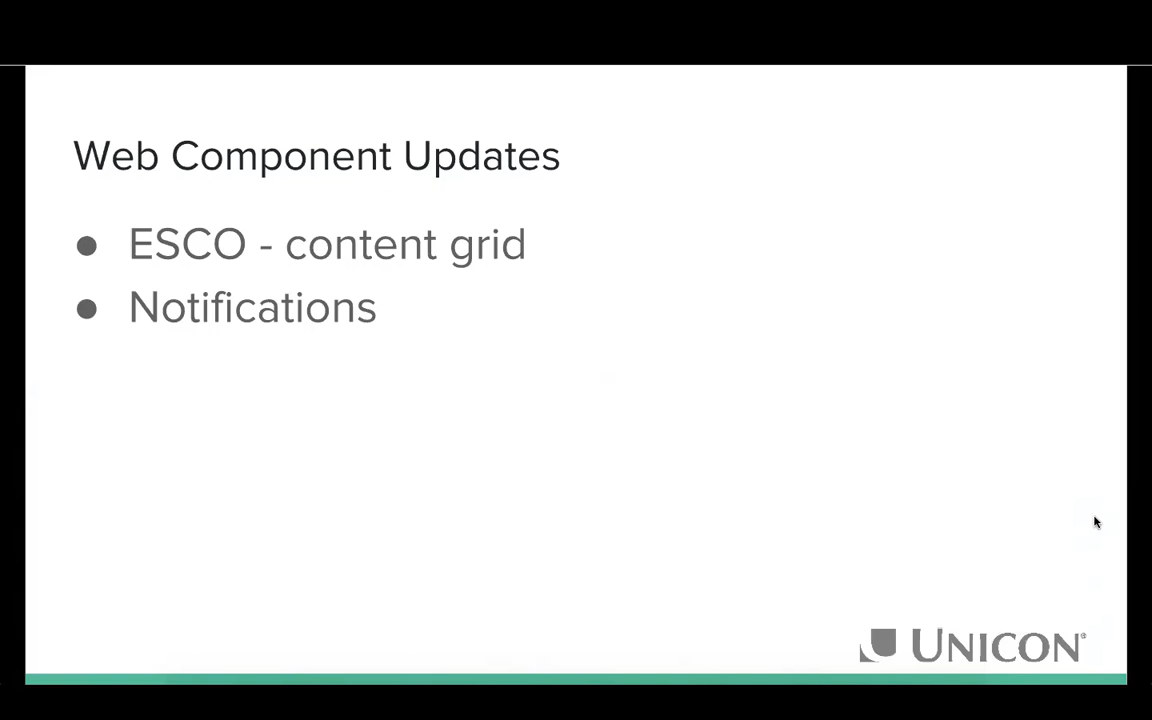 Web Component Updates
● ESCO - content grid
● Notifications
UNICON®